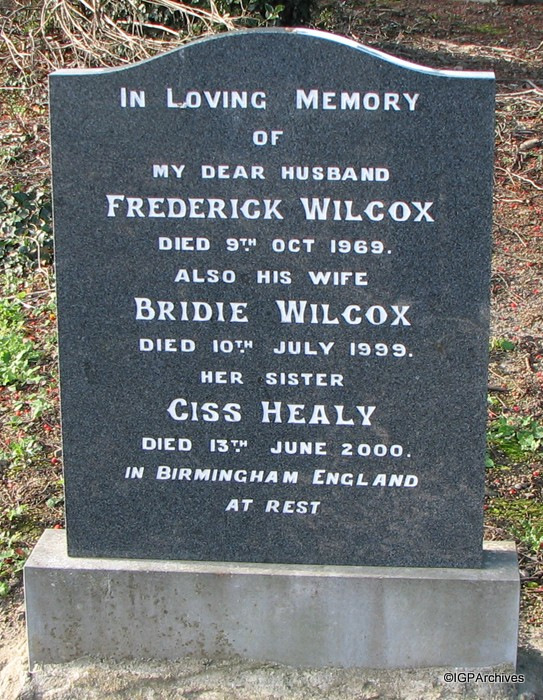 In Loving Memory
OF
MY DEAR HUSBAND
FREDERICK WILCOX
DIED 9TH OCT 1969.
ALSO HIS WIFE
BRIDIE WILCOX
DIED 10TH JULY 1999.
HER SISTER
CISS HEALY
DIED 13TH JUNE 2000.
IN BIRMINGHAM ENGLAND
AT REST
©IGPArchives